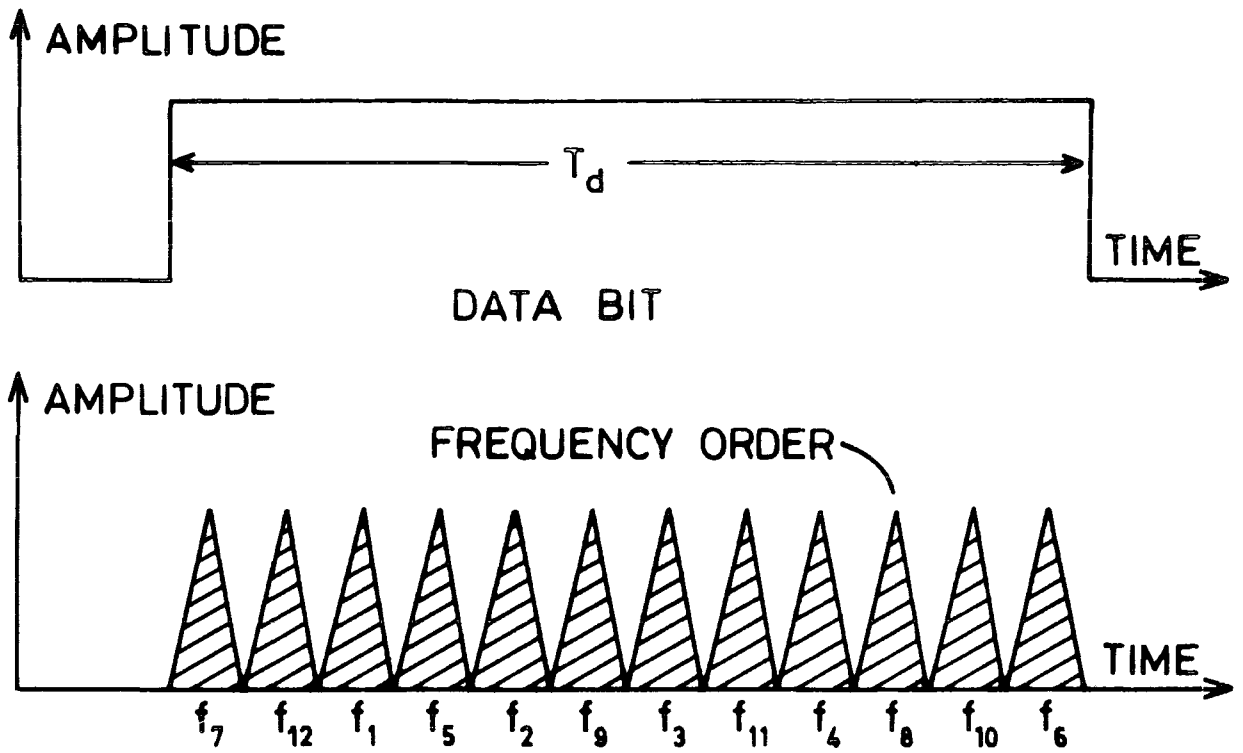 AMPLITUDE
T_d
TIME
DATA BIT
AMPLITUDE
FREQUENCY ORDER
TIME
f_7 f_12 f_1 f_5 f_2 f_9 f_3 f_11 f_4 f_8 f_10 f_6